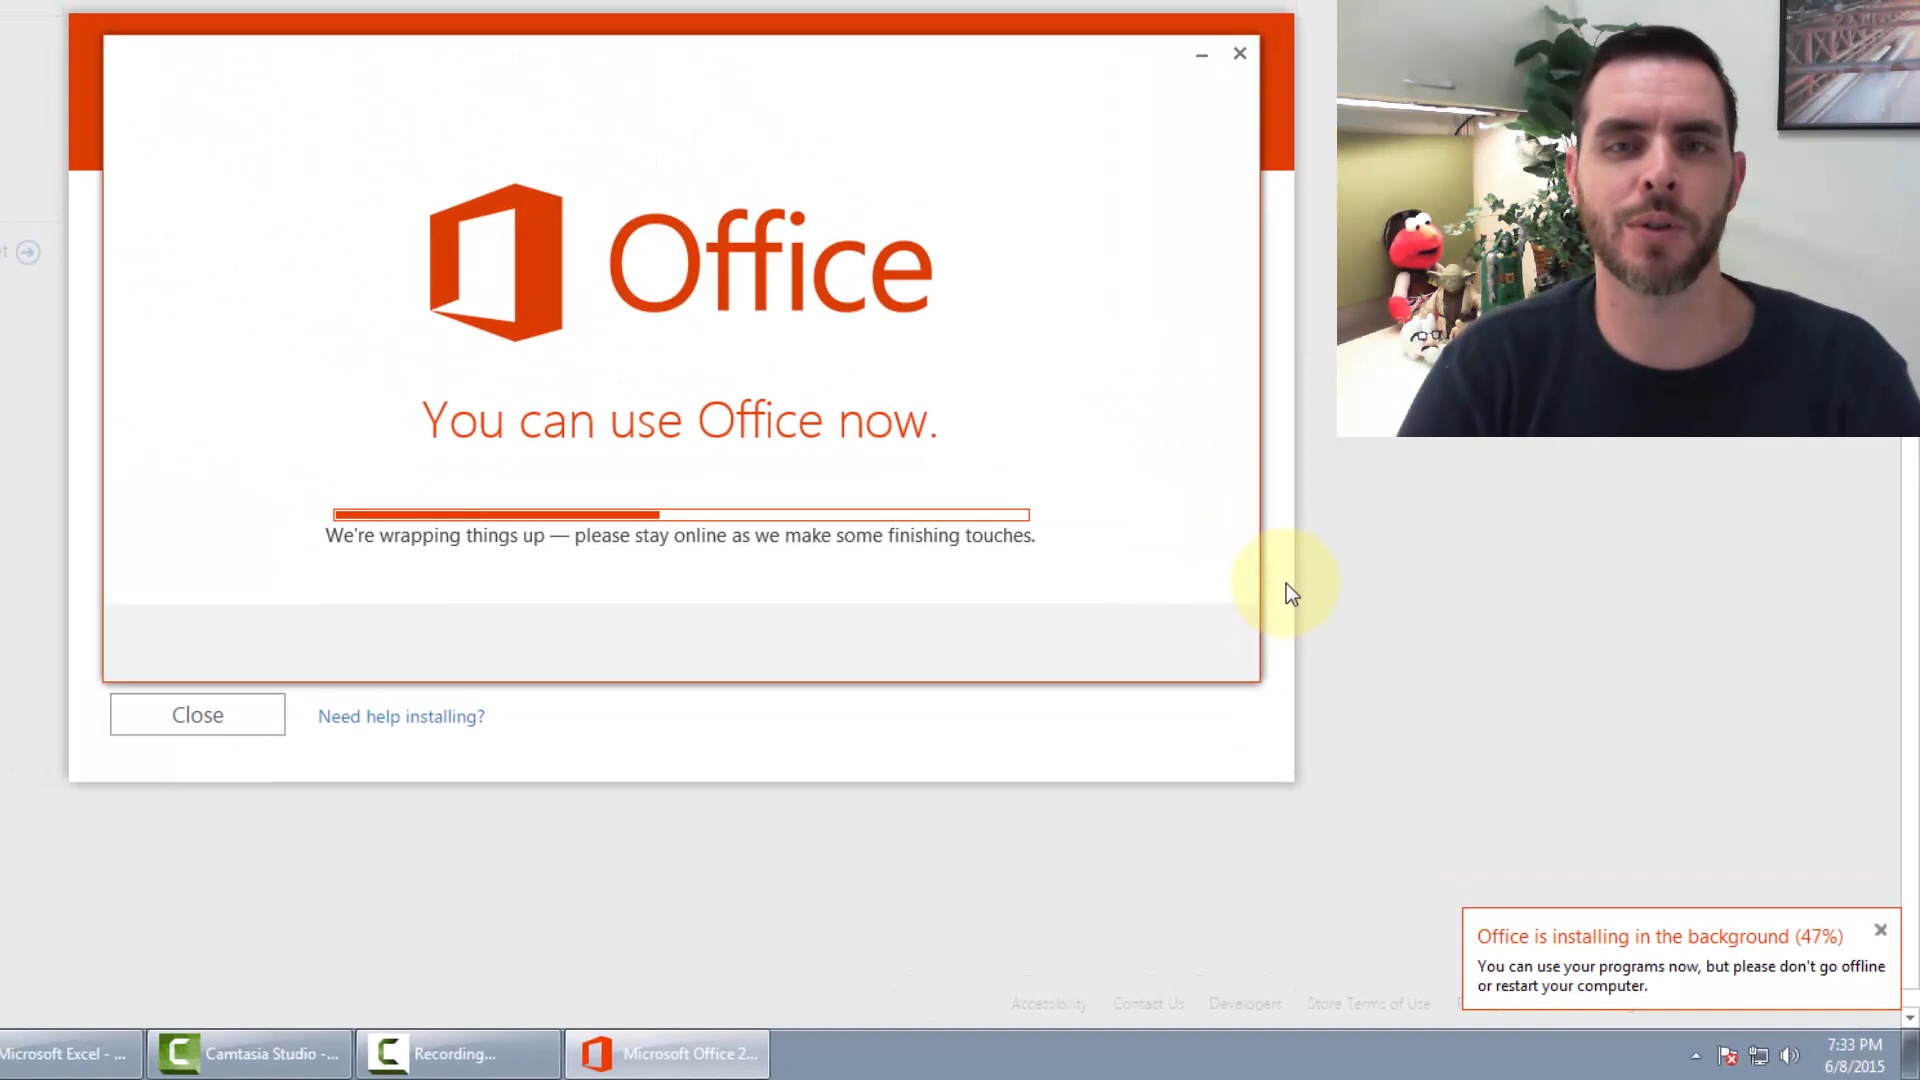 Office
You can use Office now.
We're wrapping things up — please stay online as we make some finishing touches.
Close
Need help installing?
Office is installing in the background (47%)
You can use your programs now, but please don't go offline
or restart your computer.
Accessibility Contact Us Developers Store Terms of Use
Microsoft Excel - ...
Camtasia Studio -...
Recording...
Microsoft Office 2...
7:33 PM
6/8/2015